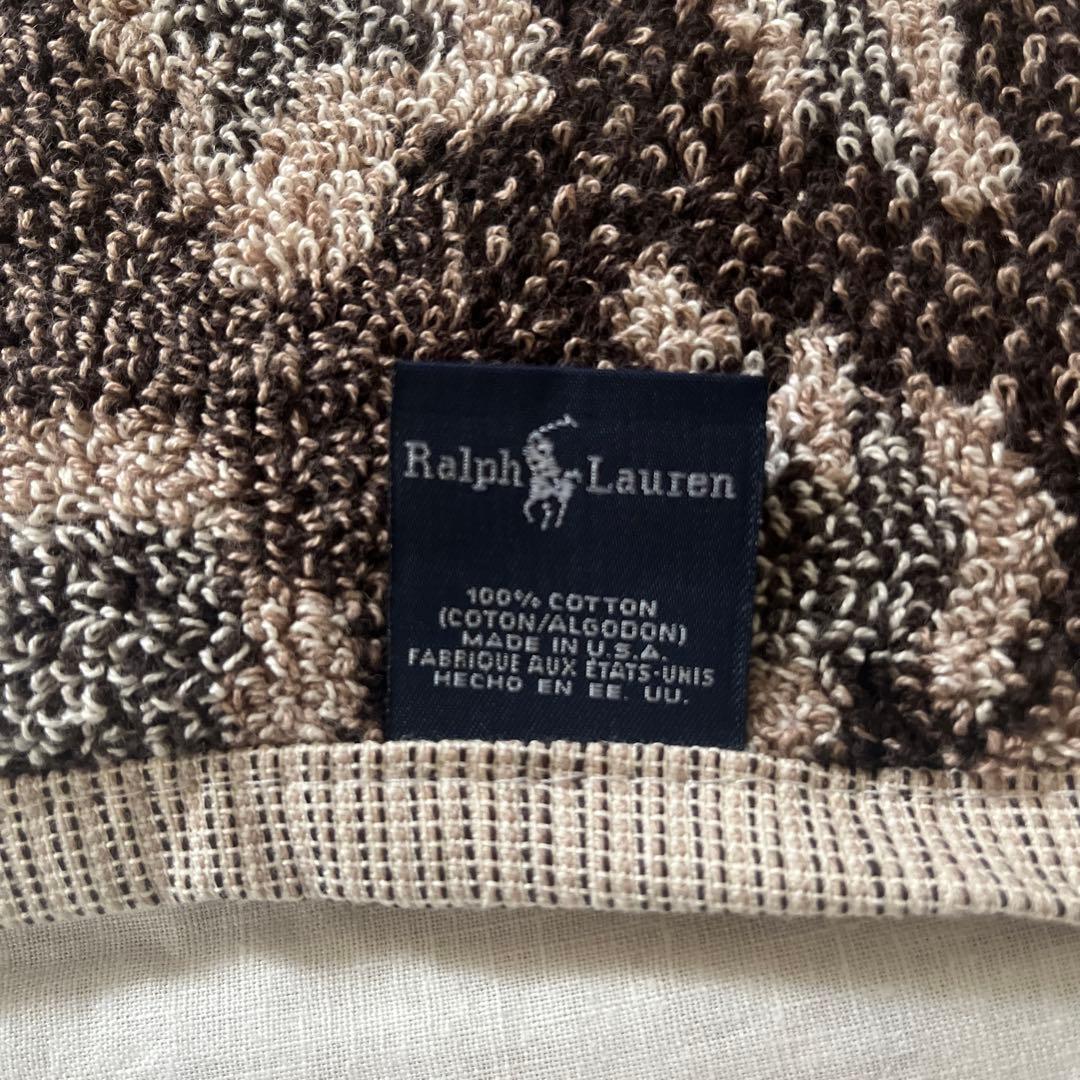 Ralph Lauren
100% COTTON
(COTON/ALGODON)
MADE IN U.S.A.
FABRIQUE AUX ÉTATS-UNIS
HECHO EN EE. UU.